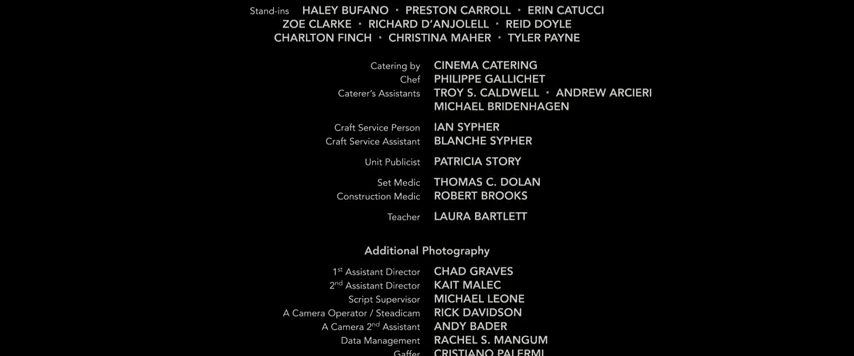 Stand-ins HALEY BUFANO • PRESTON CARROLL • ERIN CATUCCI
ZOE CLARKE • RICHARD D'ANJOLELL • REID DOYLE
CHARLTON FINCH • CHRISTINA MAHER • TYLER PAYNE
Catering by CINEMA CATERING
Chef PHILIPPE GALLICHET
Caterer's Assistants TROY S. CALDWELL • ANDREW ARCIERI
MICHAEL BRIDENHAGEN
Craft Service Person IAN SYPHER
Craft Service Assistant BLANCHE SYPHER
Unit Publicist PATRICIA STORY
Set Medic THOMAS C. DOLAN
Construction Medic ROBERT BROOKS
Teacher LAURA BARTLETT
Additional Photography
1st Assistant Director CHAD GRAVES
2nd Assistant Director KAIT MALEC
Script Supervisor MICHAEL LEONE
A Camera Operator / Steadicam RICK DAVIDSON
A Camera 2nd Assistant ANDY BADER
Data Management RACHEL S. MANGUM
Gaffer CRISTIANO PALERMI